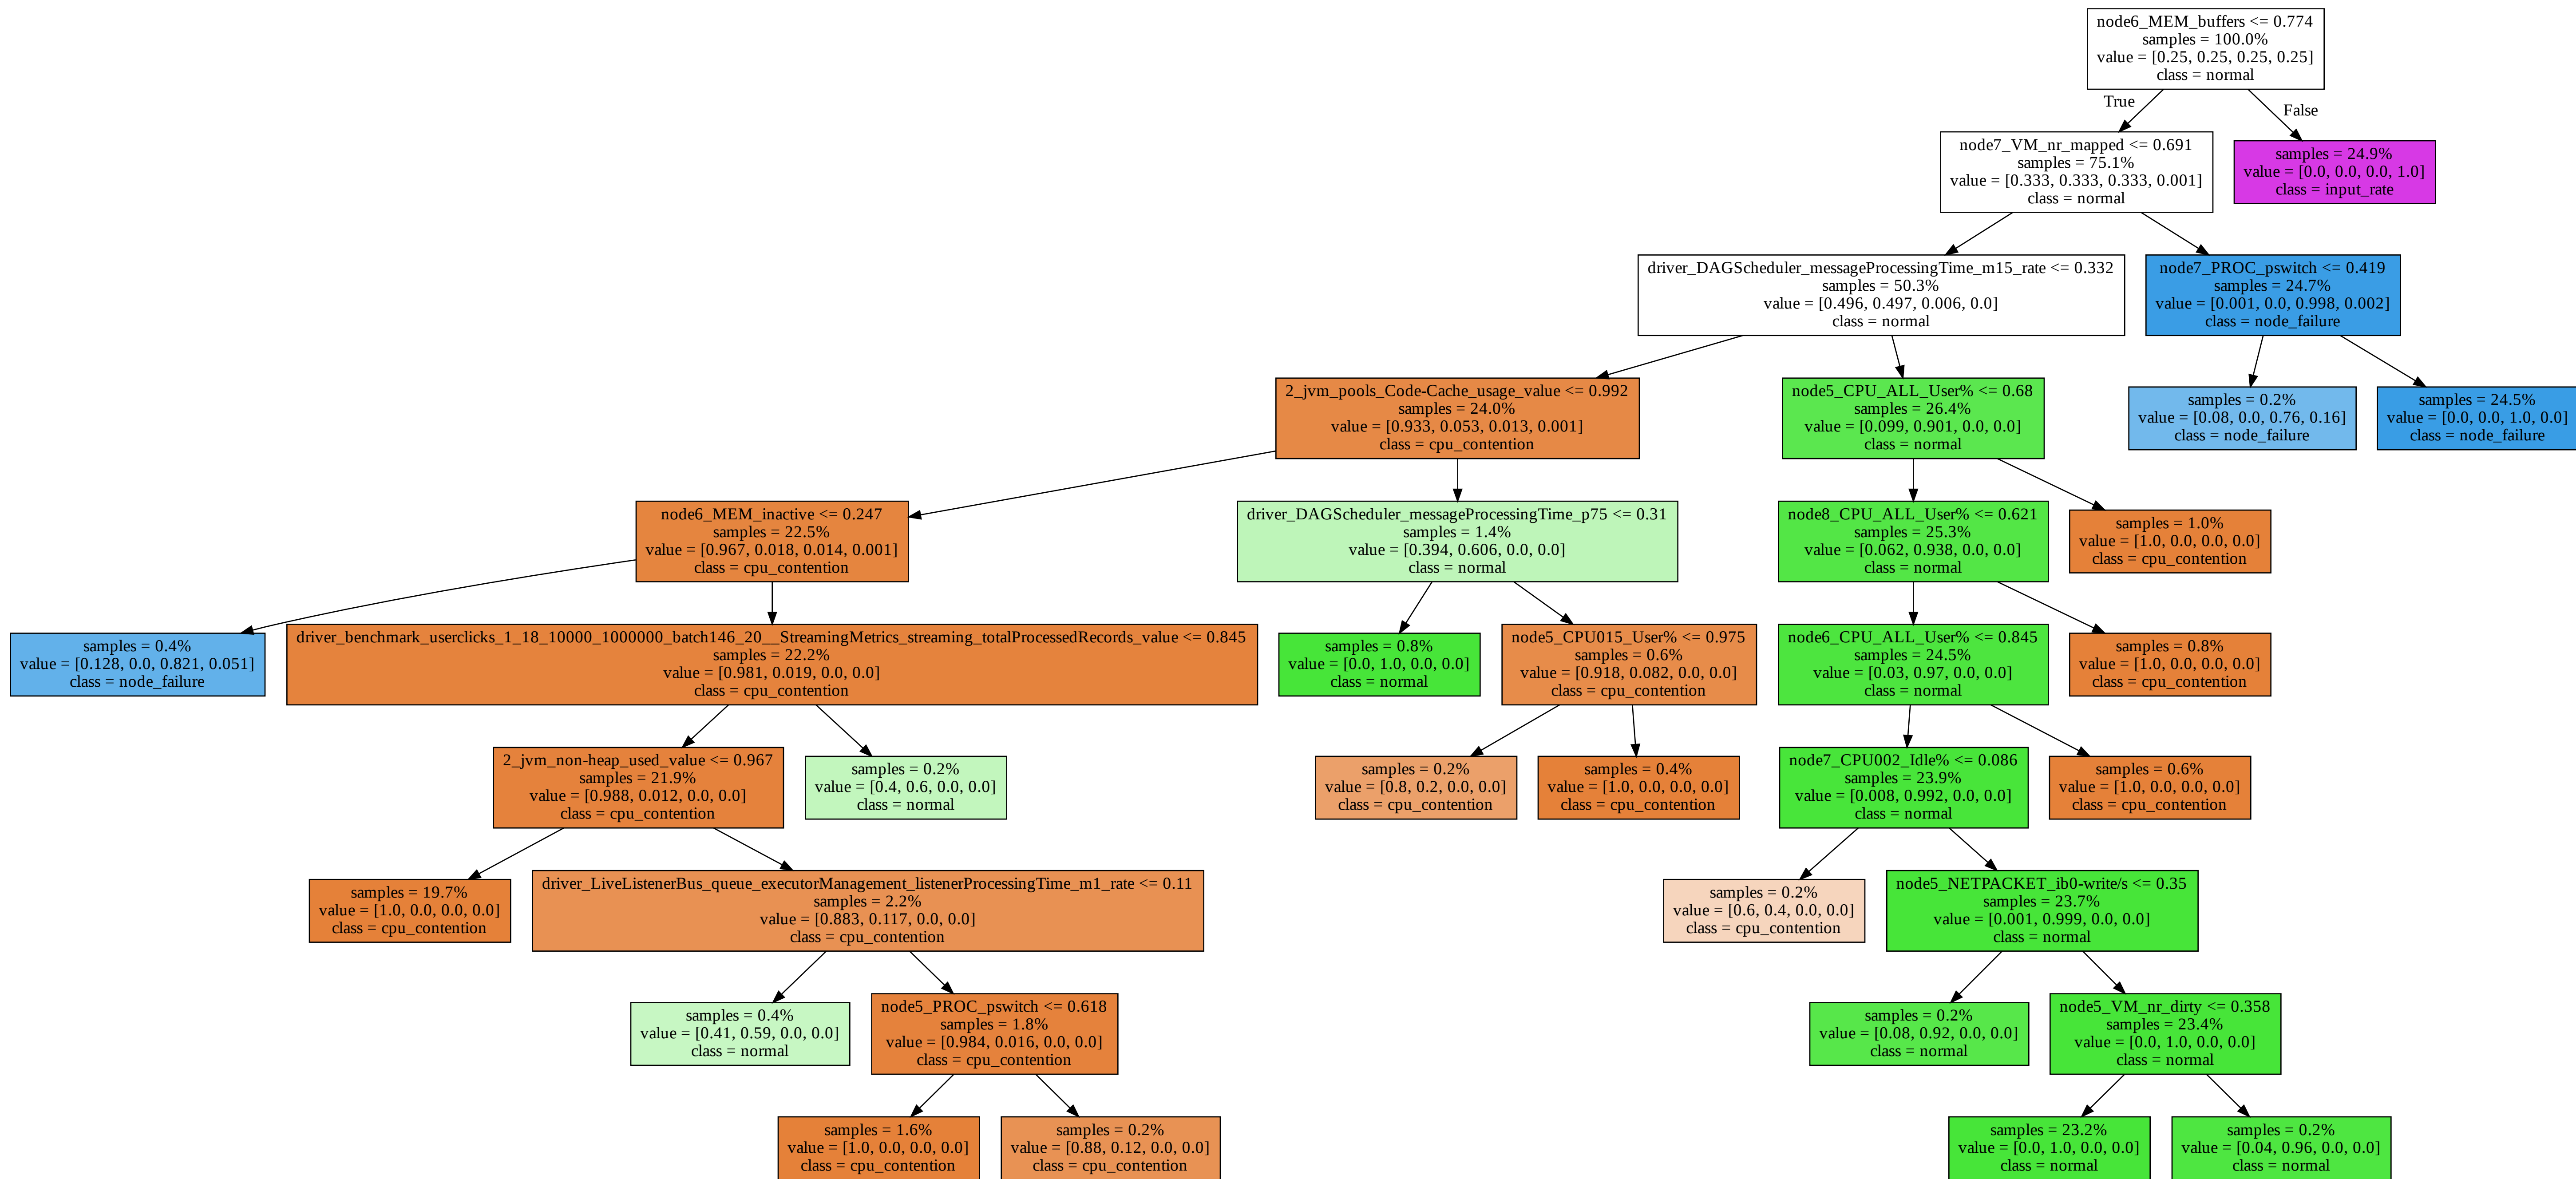 node6_MEM_buffers <= 0.774
samples = 100.0%
value = [0.25, 0.25, 0.25, 0.25]
class = normal
True
False
node7_VM_nr_mapped <= 0.691
samples = 75.1%
value = [0.333, 0.333, 0.333, 0.001]
class = normal
samples = 24.9%
value = [0.0, 0.0, 0.0, 1.0]
class = input_rate
driver_DAGScheduler_messageProcessingTime_m15_rate <= 0.332
samples = 50.3%
value = [0.496, 0.497, 0.006, 0.0]
class = normal
node7_PROC_pswitch <= 0.419
samples = 24.7%
value = [0.001, 0.0, 0.998, 0.002]
class = node_failure
2_jvm_pools_Code-Cache_usage_value <= 0.992
samples = 24.0%
value = [0.933, 0.053, 0.013, 0.001]
class = cpu_contention
node5_CPU_ALL_User% <= 0.68
samples = 26.4%
value = [0.099, 0.901, 0.0, 0.0]
class = normal
samples = 0.2%
value = [0.08, 0.0, 0.76, 0.16]
class = node_failure
samples = 24.5%
value = [0.0, 0.0, 1.0, 0.0]
class = node_failure
node6_MEM_inactive <= 0.247
samples = 22.5%
value = [0.967, 0.018, 0.014, 0.001]
class = cpu_contention
driver_DAGScheduler_messageProcessingTime_p75 <= 0.31
samples = 1.4%
value = [0.394, 0.606, 0.0, 0.0]
class = normal
node8_CPU_ALL_User% <= 0.621
samples = 25.3%
value = [0.062, 0.938, 0.0, 0.0]
class = normal
samples = 1.0%
value = [1.0, 0.0, 0.0, 0.0]
class = cpu_contention
samples = 0.4%
value = [0.128, 0.0, 0.821, 0.051]
class = node_failure
driver_benchmark_userclicks_1_18_10000_1000000_batch146_20__StreamingMetrics_streaming_totalProcessedRecords_value <= 0.845
samples = 22.2%
value = [0.981, 0.019, 0.0, 0.0]
class = cpu_contention
samples = 0.8%
value = [0.0, 1.0, 0.0, 0.0]
class = normal
node5_CPU015_User% <= 0.975
samples = 0.6%
value = [0.918, 0.082, 0.0, 0.0]
class = cpu_contention
node6_CPU_ALL_User% <= 0.845
samples = 24.5%
value = [0.03, 0.97, 0.0, 0.0]
class = normal
samples = 0.8%
value = [1.0, 0.0, 0.0, 0.0]
class = cpu_contention
2_jvm_non-heap_used_value <= 0.967
samples = 21.9%
value = [0.988, 0.012, 0.0, 0.0]
class = cpu_contention
samples = 0.2%
value = [0.4, 0.6, 0.0, 0.0]
class = normal
samples = 0.2%
value = [0.8, 0.2, 0.0, 0.0]
class = cpu_contention
samples = 0.4%
value = [1.0, 0.0, 0.0, 0.0]
class = cpu_contention
node7_CPU002_Idle% <= 0.086
samples = 23.9%
value = [0.008, 0.992, 0.0, 0.0]
class = normal
samples = 0.6%
value = [1.0, 0.0, 0.0, 0.0]
class = cpu_contention
samples = 19.7%
value = [1.0, 0.0, 0.0, 0.0]
class = cpu_contention
driver_LiveListenerBus_queue_executorManagement_listenerProcessingTime_m1_rate <= 0.11
samples = 2.2%
value = [0.883, 0.117, 0.0, 0.0]
class = cpu_contention
samples = 0.2%
value = [0.6, 0.4, 0.0, 0.0]
class = cpu_contention
node5_NETPACKET_ib0-write/s <= 0.35
samples = 23.7%
value = [0.001, 0.999, 0.0, 0.0]
class = normal
samples = 0.4%
value = [0.41, 0.59, 0.0, 0.0]
class = normal
node5_PROC_pswitch <= 0.618
samples = 1.8%
value = [0.984, 0.016, 0.0, 0.0]
class = cpu_contention
samples = 0.2%
value = [0.08, 0.92, 0.0, 0.0]
class = normal
node5_VM_nr_dirty <= 0.358
samples = 23.4%
value = [0.0, 1.0, 0.0, 0.0]
class = normal
samples = 1.6%
value = [1.0, 0.0, 0.0, 0.0]
class = cpu_contention
samples = 0.2%
value = [0.88, 0.12, 0.0, 0.0]
class = cpu_contention
samples = 23.2%
value = [0.0, 1.0, 0.0, 0.0]
class = normal
samples = 0.2%
value = [0.04, 0.96, 0.0, 0.0]
class = normal